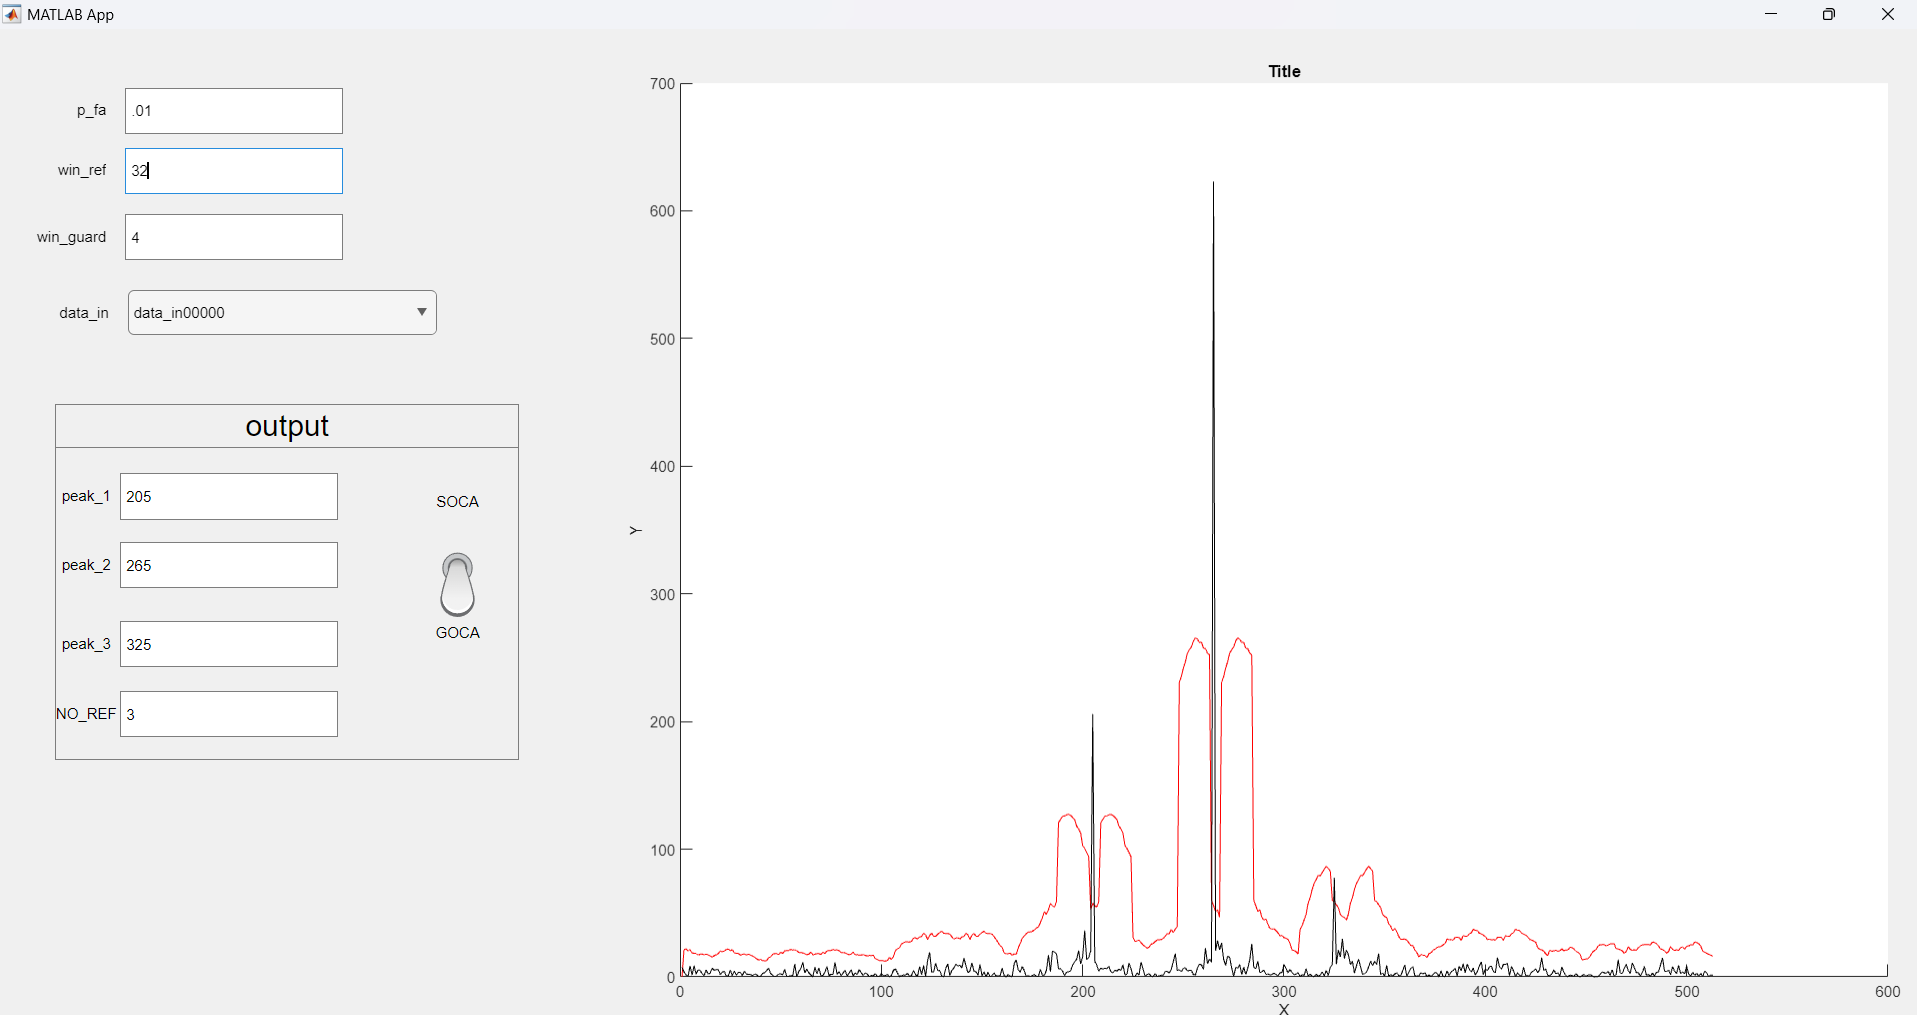 MATLAB App
p_fa .01
win_ref 32
win_guard 4
data_in data_in00000
output
peak_1 205
peak_2 265
peak_3 325
NO_REF 3
SOCA
GOCA
Title
700
600
500
400
300
200
100
0
Y
0 100 200 300 400 500 600
X